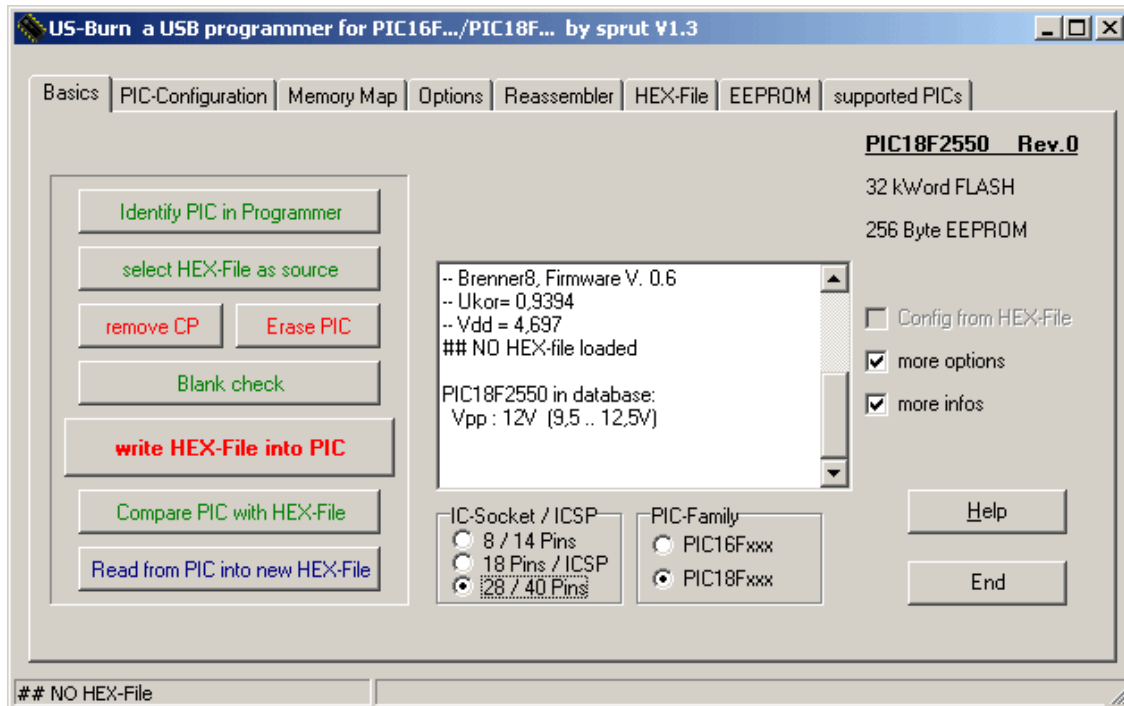 US-Burn a USB programmer for PIC16F.../PIC18F... by sprut V1.3
Basics PIC-Configuration Memory Map Options Reassembler HEX-File EEPROM supported PICs
PIC18F2550 Rev.0
32 kWord FLASH
256 Byte EEPROM
Identify PIC in Programmer
select HEX-File as source
remove CP Erase PIC
Blank check
write HEX-File into PIC
Compare PIC with HEX-File
Read from PIC into new HEX-File
-- Brenner8, Firmware V. 0.6
-- Ukor= 0,9394
-- Vdd = 4,697
## NO HEX-file loaded
PIC18F2550 in database:
Vpp : 12V (9,5 .. 12,5V)
IC-Socket / ICSP
8 / 14 Pins
18 Pins / ICSP
28 / 40 Pins
PIC-Family
PIC16Fxxx
PIC18Fxxx
Config from HEX-File
more options
more infos
Help
End
## NO HEX-File